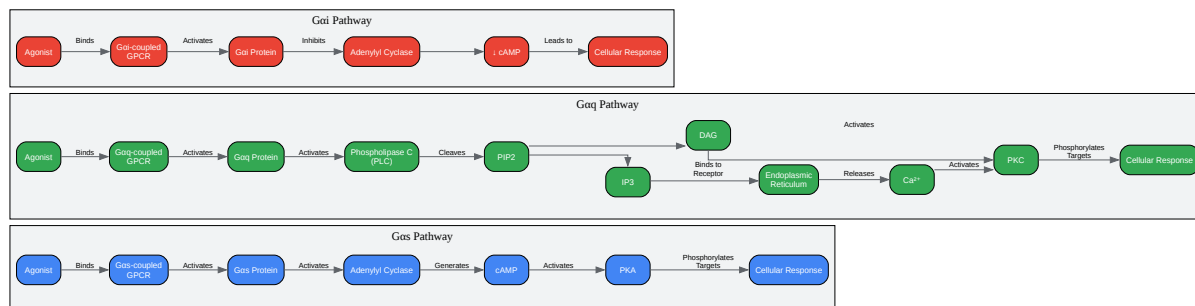 Gαi Pathway
Agonist
Binds
Gαi-coupled
GPCR
Activates
Gαi Protein
Inhibits
Adenylyl Cyclase
↓ cAMP
Leads to
Cellular Response
Gαq Pathway
Agonist
Binds
Gαq-coupled
GPCR
Activates
Gαq Protein
Activates
Phospholipase C
(PLC)
Cleaves
PIP2
DAG
Activates
IP3
Binds to
Receptor
Endoplasmic
Reticulum
Releases
Ca²⁺
Activates
PKC
Phosphorylates
Targets
Cellular Response
Gαs Pathway
Agonist
Binds
Gαs-coupled
GPCR
Activates
Gαs Protein
Activates
Adenylyl Cyclase
Generates
cAMP
Activates
PKA
Phosphorylates
Targets
Cellular Response